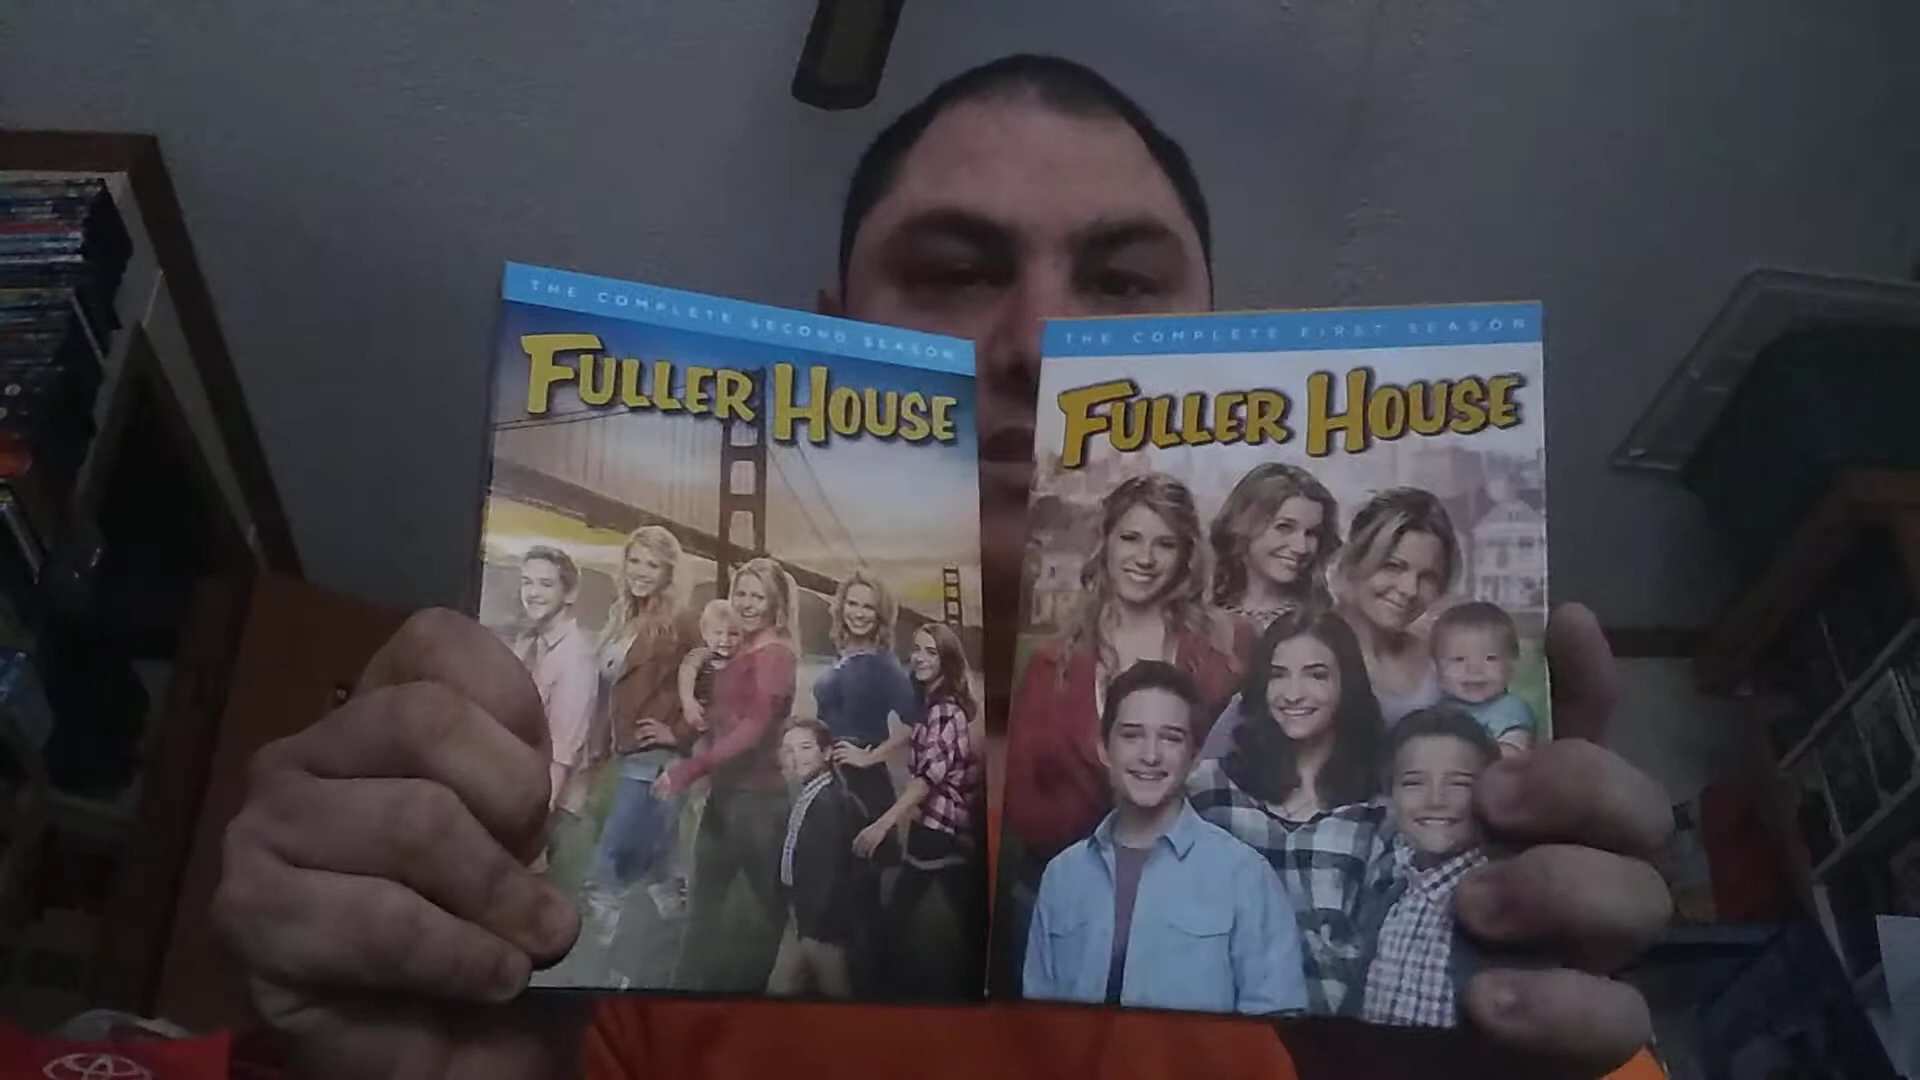 THE COMPLETE SECOND SEASON
FULLER HOUSE
THE COMPLETE FIRST SEASON
FULLER HOUSE